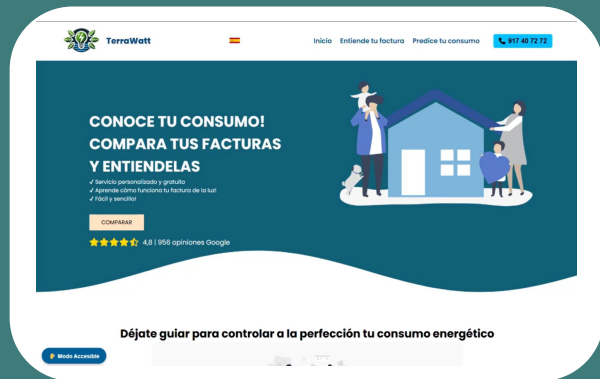 TerraWatt
Inicio Entiende tu factura Predice tu consumo 917 40 72 72
CONOCE TU CONSUMO!
COMPARA TUS FACTURAS
Y ENTIENDELAS
✓ Servicio personalizado y gratuito
✓ Aprende cómo funciona tu factura de la luz!
✓ Fácil y sencillo!
COMPARAR
4,8 | 956 opiniones Google
Déjate guiar para controlar a la perfección tu consumo energético
Modo Accesible